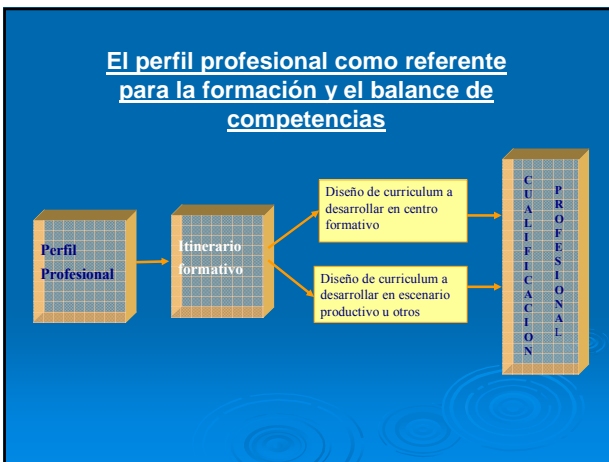 El perfil profesional como referente
para la formación y el balance de
competencias
Perfil
Profesional
Itinerario
formativo
Diseño de curriculum a
desarrollar en centro
formativo
Diseño de curriculum a
desarrollar en escenario
productivo u otros
CUALIFICACION
PROFESIONAL